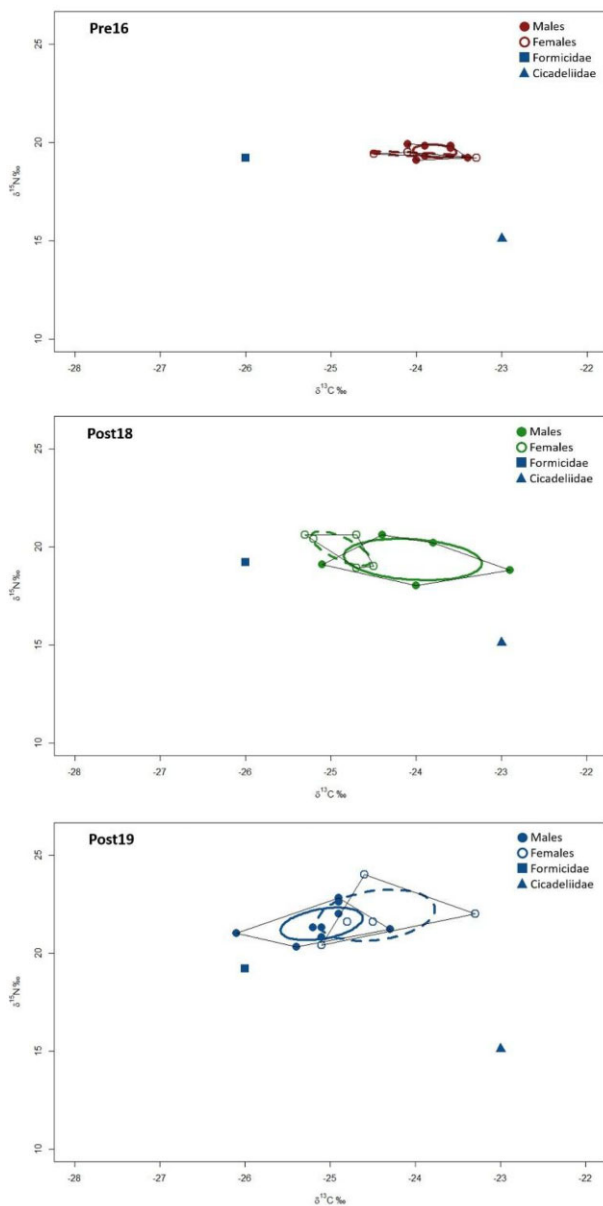 Pre16
Males
Females
Formicidae
Cicadeliidae
25
20
15
10
δ15N‰
-28 -27 -26 -25 -24 -23 -22
δ13C ‰
Post18
Males
Females
Formicidae
Cicadeliidae
25
20
15
10
δ15N‰
-28 -27 -26 -25 -24 -23 -22
δ13C ‰
Post19
Males
Females
Formicidae
Cicadeliidae
25
20
15
10
δ15N‰
-28 -27 -26 -25 -24 -23 -22
δ13C ‰